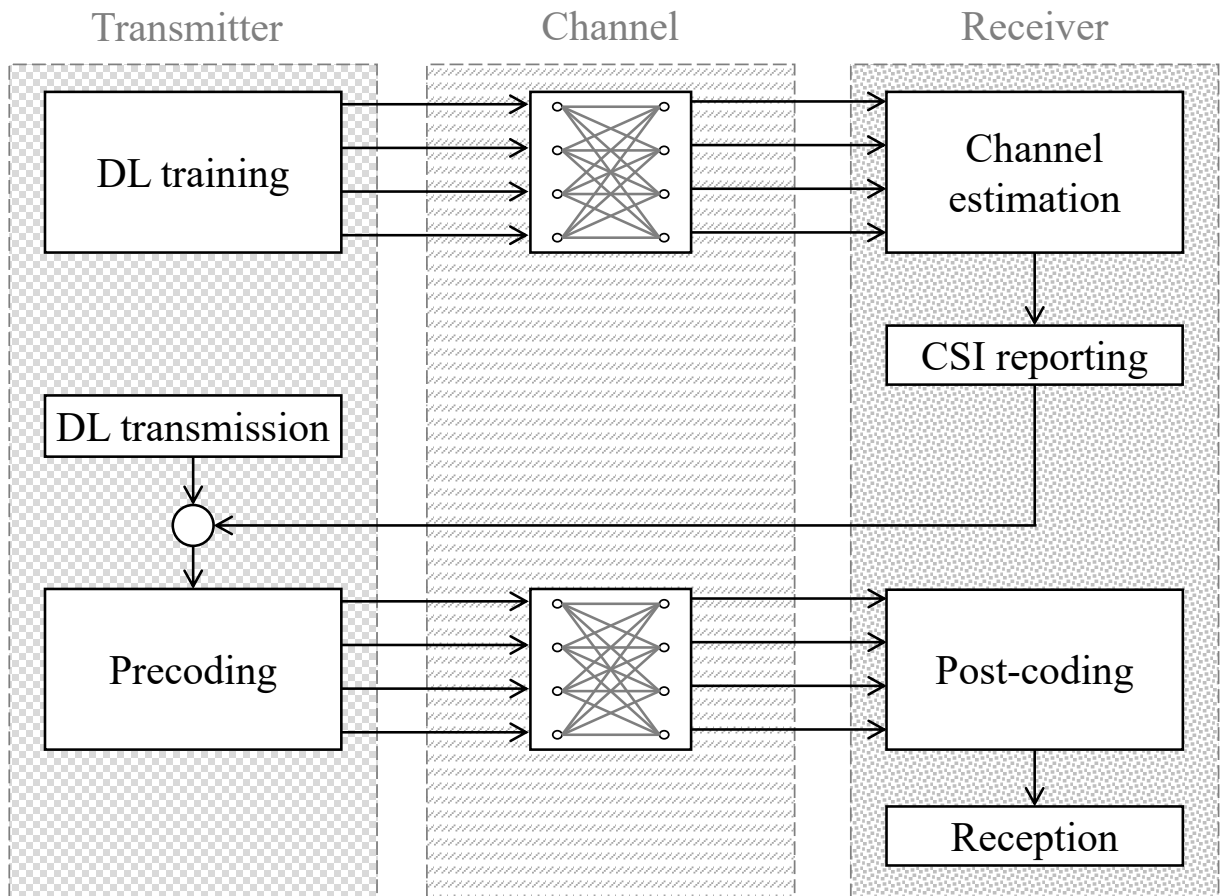 Transmitter
Channel
Receiver
DL training
Channel
estimation
CSI reporting
DL transmission
Precoding
Post-coding
Reception